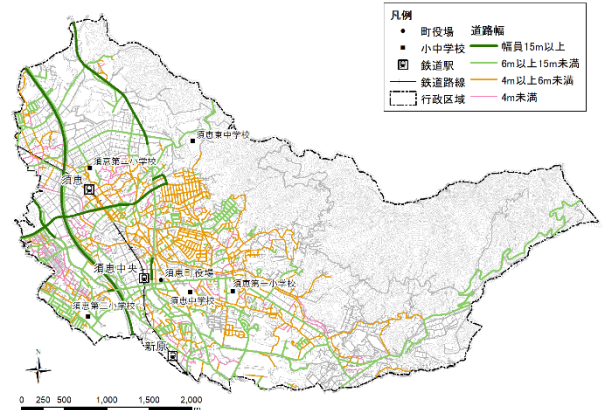 凡例
町役場
小中学校
鉄道駅
鉄道路線
行政区域
道路幅
幅員15m以上
6m以上15m未満
4m以上6m未満
4m未満
須恵東中学校
須恵第三小学校
須恵
須恵中央
須恵町役場
須恵第一小学校
須恵中学校
須恵第二小学校
新原
N
0 250 500 1,000 1,500 2,000
m